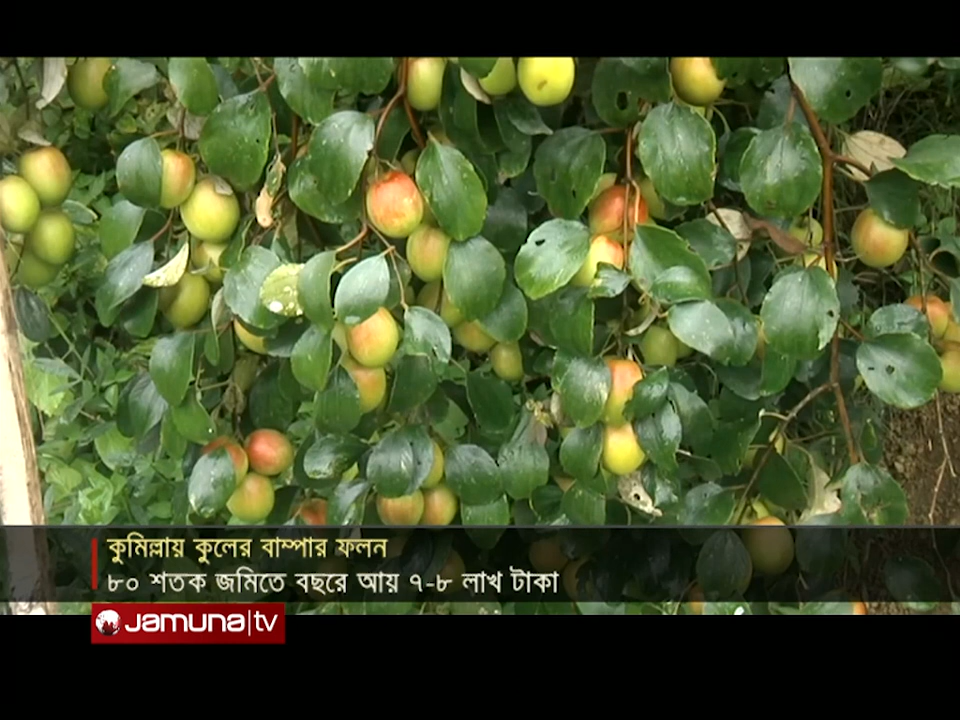 কুমিল্লায় কুলের বাম্পার ফলন
৮০ শতক জমিতে বছরে আয় ৭-৮ লাখ টাকা
Jamuna|tv